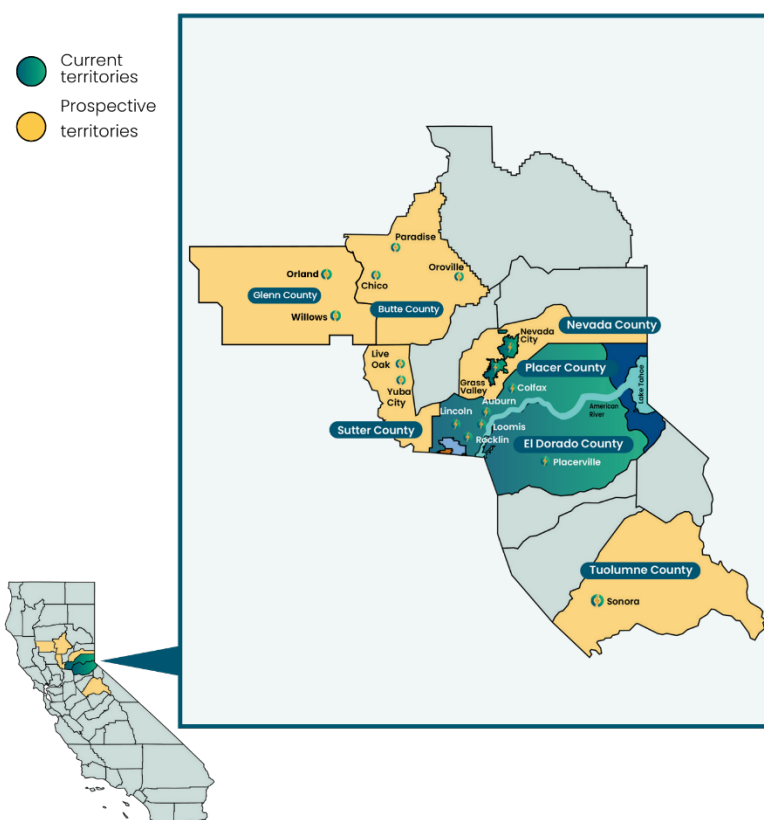 Current
territories
Prospective
territories
Paradise
Orland
Chico
Oroville
Glenn County
Butte County
Willows
Nevada County
Nevada
City
Live
Oak
Placer County
Grass
Valley
Colfax
Yuba
City
Lake Tahoe
Auburn
Lincoln
American
River
Sutter County
Loomis
Rocklin
El Dorado County
Placerville
Tuolumne County
Sonora